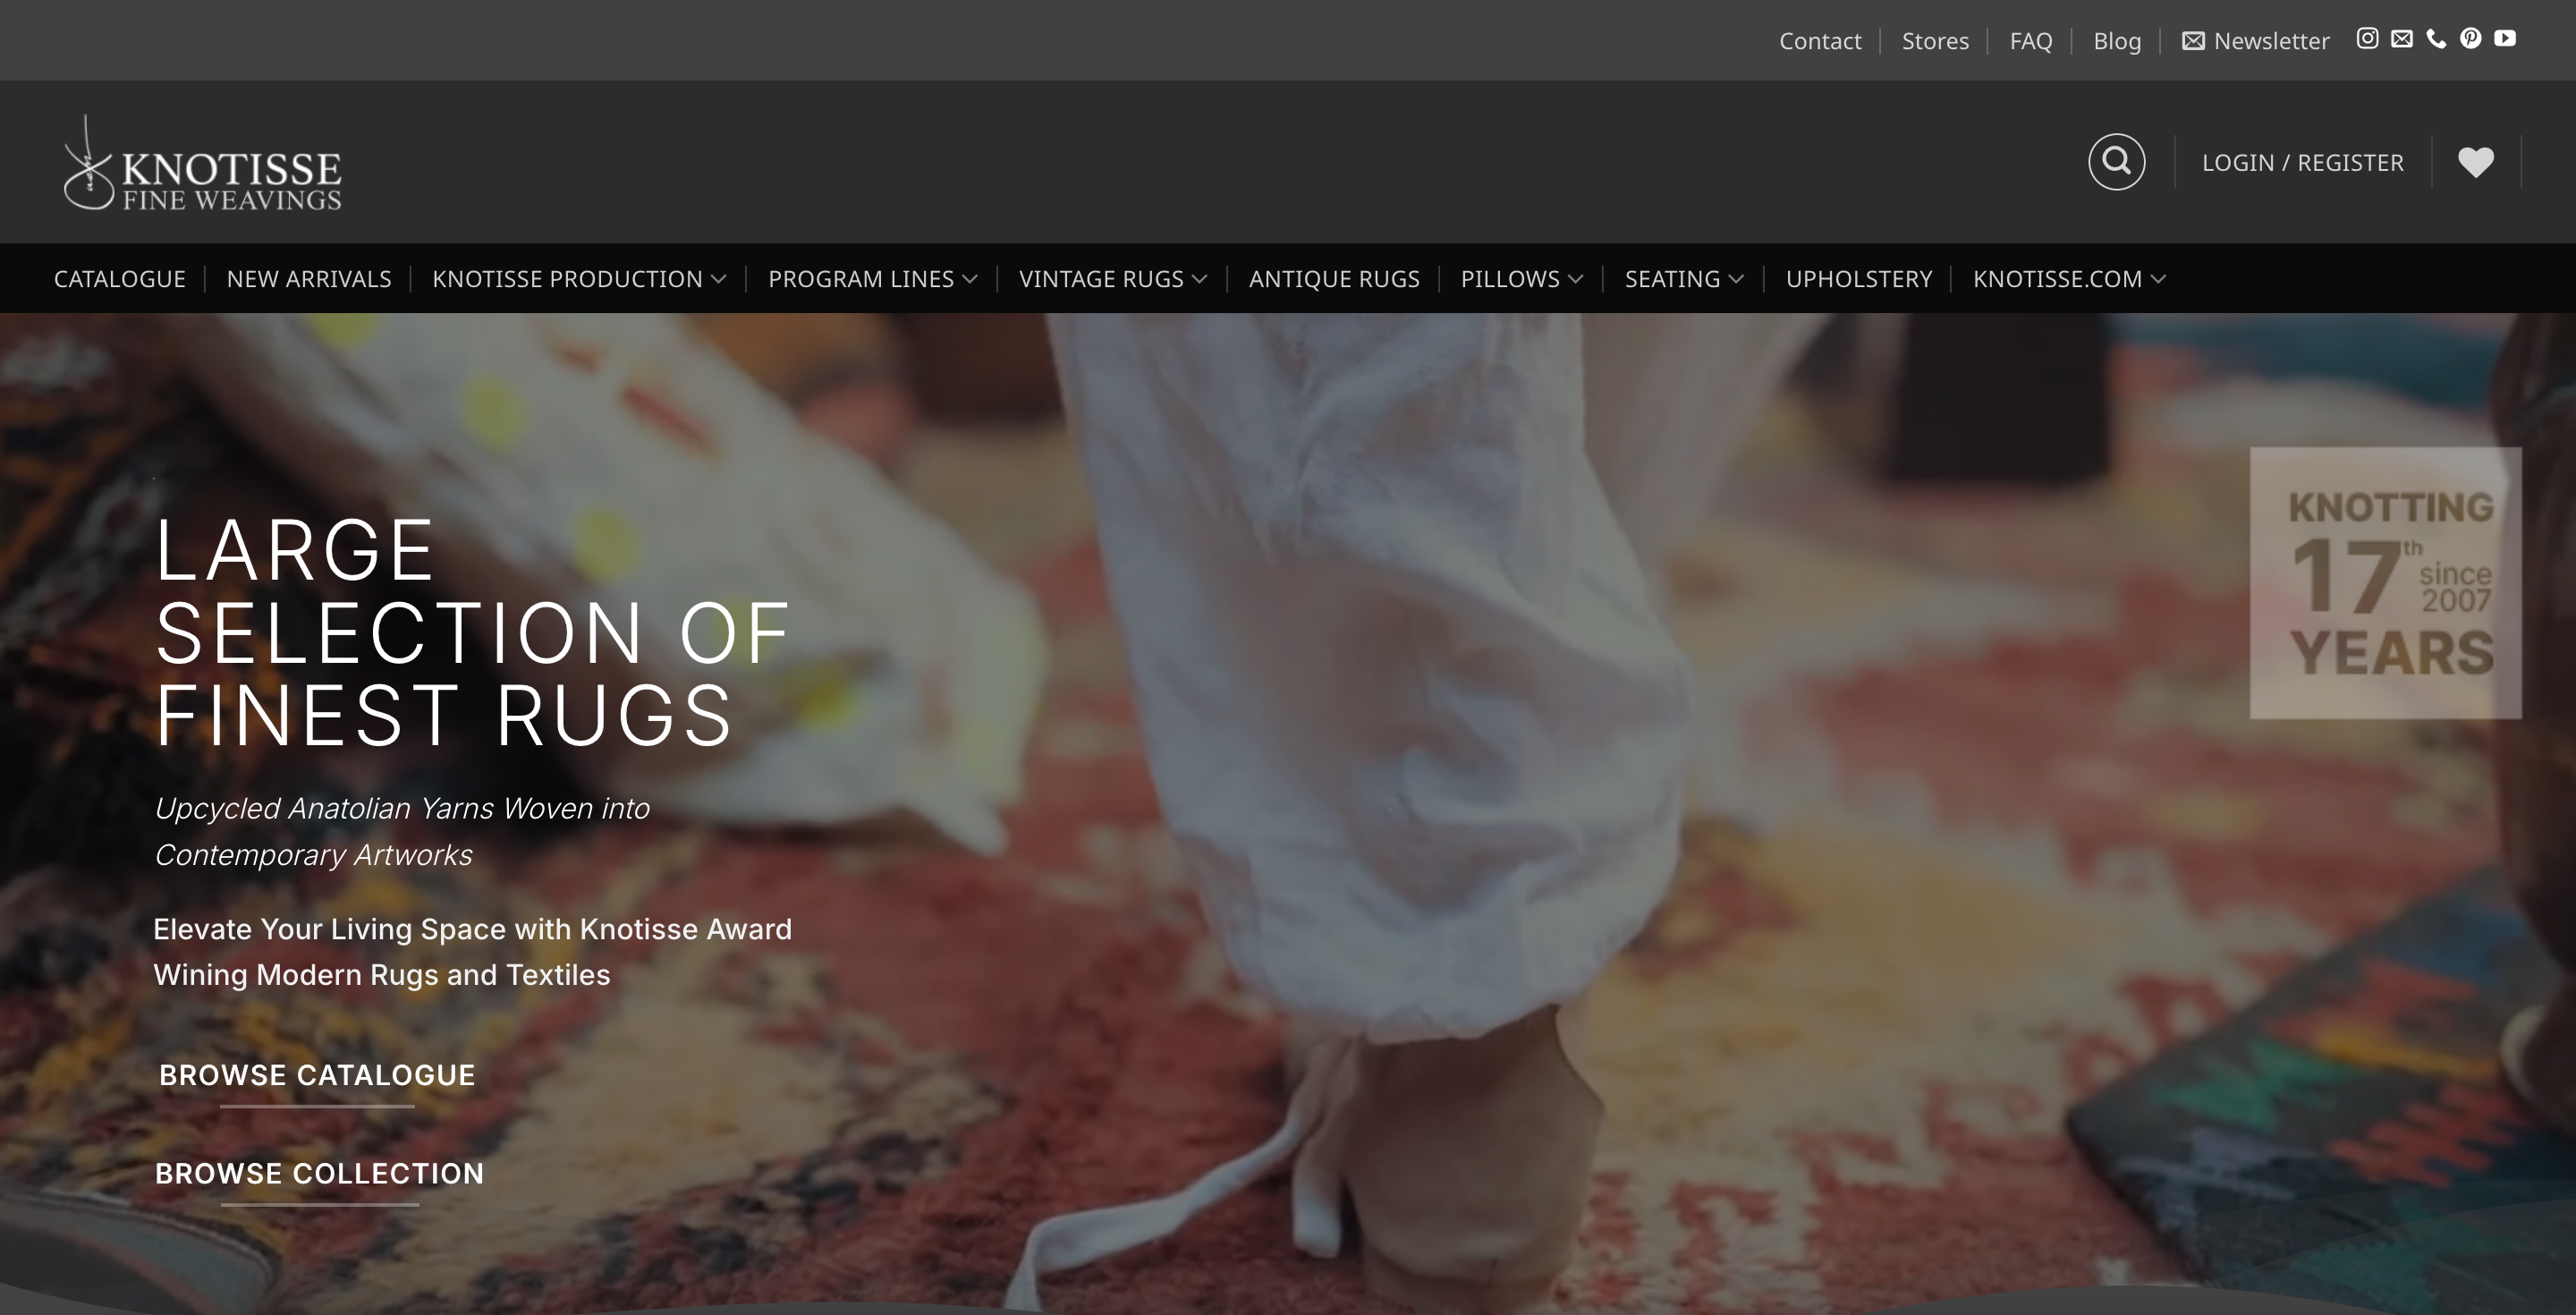 Contact
Stores
FAQ
Blog
Newsletter
KNOTISSE
FINE WEAVINGS
LOGIN / REGISTER
CATALOGUE
NEW ARRIVALS
KNOTISSE PRODUCTION
PROGRAM LINES
VINTAGE RUGS
ANTIQUE RUGS
PILLOWS
SEATING
UPHOLSTERY
KNOTISSE.COM
LARGE
SELECTION OF
FINEST RUGS
Upcycled Anatolian Yarns Woven into
Contemporary Artworks
Elevate Your Living Space with Knotisse Award
Wining Modern Rugs and Textiles
BROWSE CATALOGUE
BROWSE COLLECTION
KNOTTING
17th since
2007
YEARS